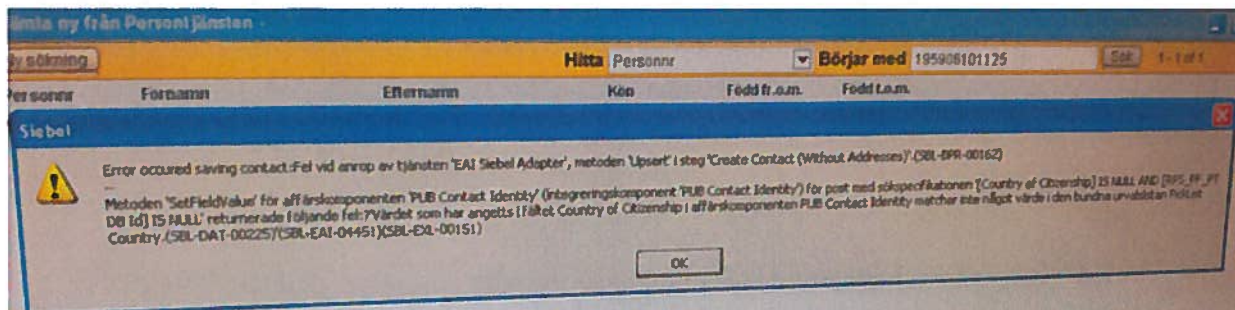 ämta ny från Persontjänsten -
Ny sökning Hitta Personnr Börjar med 195908101125 Sök 1 - 1 of 1
Personnr Förnamn Efternamn Kön Född fr.o.m. Född t.o.m.
Siebel
Error occured saving contact:Fel vid anrop av tjänsten 'EAI Siebel Adapter', metoden 'Upsert' i steg 'Create Contact (Without Addresses)'.(SBL-BPR-00162)
--
Metoden 'SetFieldValue' för affärskomponenten 'PUB Contact Identity' (integreringskomponent 'PUB Contact Identity') för post med sökspecifikationen '[Country of Citizenship] IS NULL AND
DB Id] IS NULL' returnerade följande fel:?'Värdet som har angetts i fältet Country of Citizenship i affärskomponenten PUB Contact Identity matchar inte något värde i den bundna urvalslistan PickList
Country.(SBL-DAT-00225)'(SBL-EAI-04451)(SBL-EXL-00151)
OK